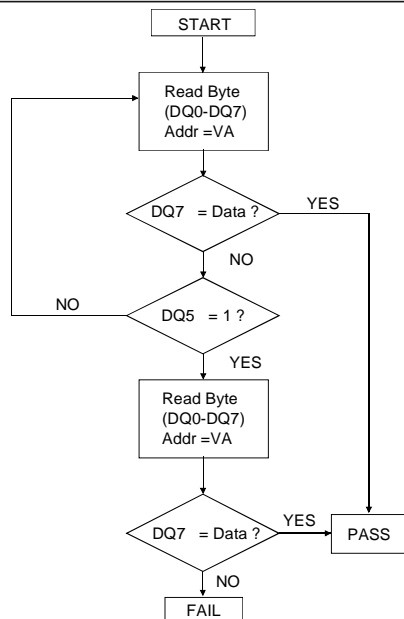 START
Read Byte
(DQ0-DQ7)
Addr =VA
DQ7 = Data ?
YES
NO
NO
DQ5 = 1 ?
YES
Read Byte
(DQ0-DQ7)
Addr =VA
DQ7 = Data ?
YES
PASS
NO
FAIL